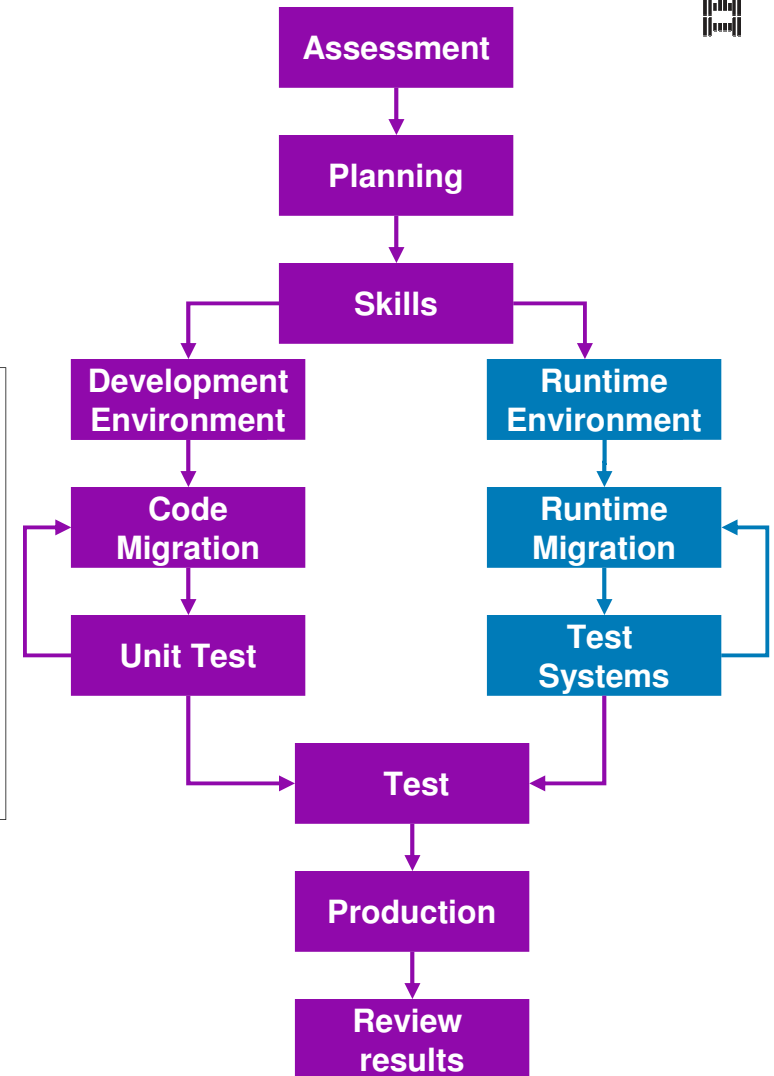 Assessment
Planning
Skills
Development
Environment
Runtime
Environment
Code
Migration
Runtime
Migration
Unit Test
Test
Systems
Test
Production
Review
results